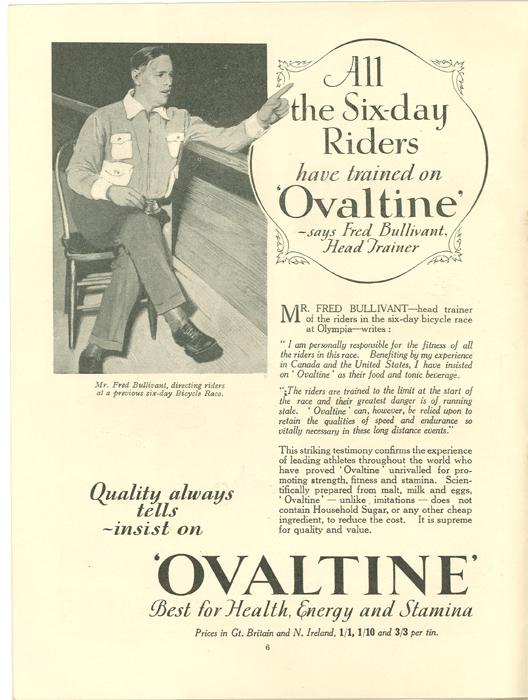 All
the Six-day
Riders
have trained on
'Ovaltine'
~says Fred Bullivant,
Head Trainer
Mr. Fred Bullivant, directing riders
at a previous six-day Bicycle Race.
MR. FRED BULLIVANT—head trainer
of the riders in the six-day bicycle race
at Olympia—writes :
" I am personally responsible for the fitness of all
the riders in this race. Benefiting by my experience
in Canada and the United States, I have insisted
on ' Ovaltine ' as their food and tonic beverage.
" The riders are trained to the limit at the start of
the race and their greatest danger is of running
stale. ' Ovaltine ' can, however, be relied upon to
retain the qualities of speed and endurance so
vitally necessary in these long distance events."
This striking testimony confirms the experience
of leading athletes throughout the world who
have proved ' Ovaltine ' unrivalled for pro-
moting strength, fitness and stamina. Scien-
tifically prepared from malt, milk and eggs,
' Ovaltine ' — unlike imitations — does not
contain Household Sugar, or any other cheap
ingredient, to reduce the cost. It is supreme
for quality and value.
Quality always
tells
~insist on
'OVALTINE'
Best for Health, Energy and Stamina
Prices in Gt. Britain and N. Ireland, 1/1, 1/10 and 3/3 per tin.
6